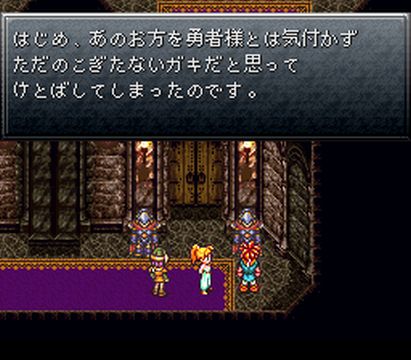 はじめ、あのお方を勇者様とは気付かず
ただのこぎたないガキだと思って
けとばしてしまったのです。